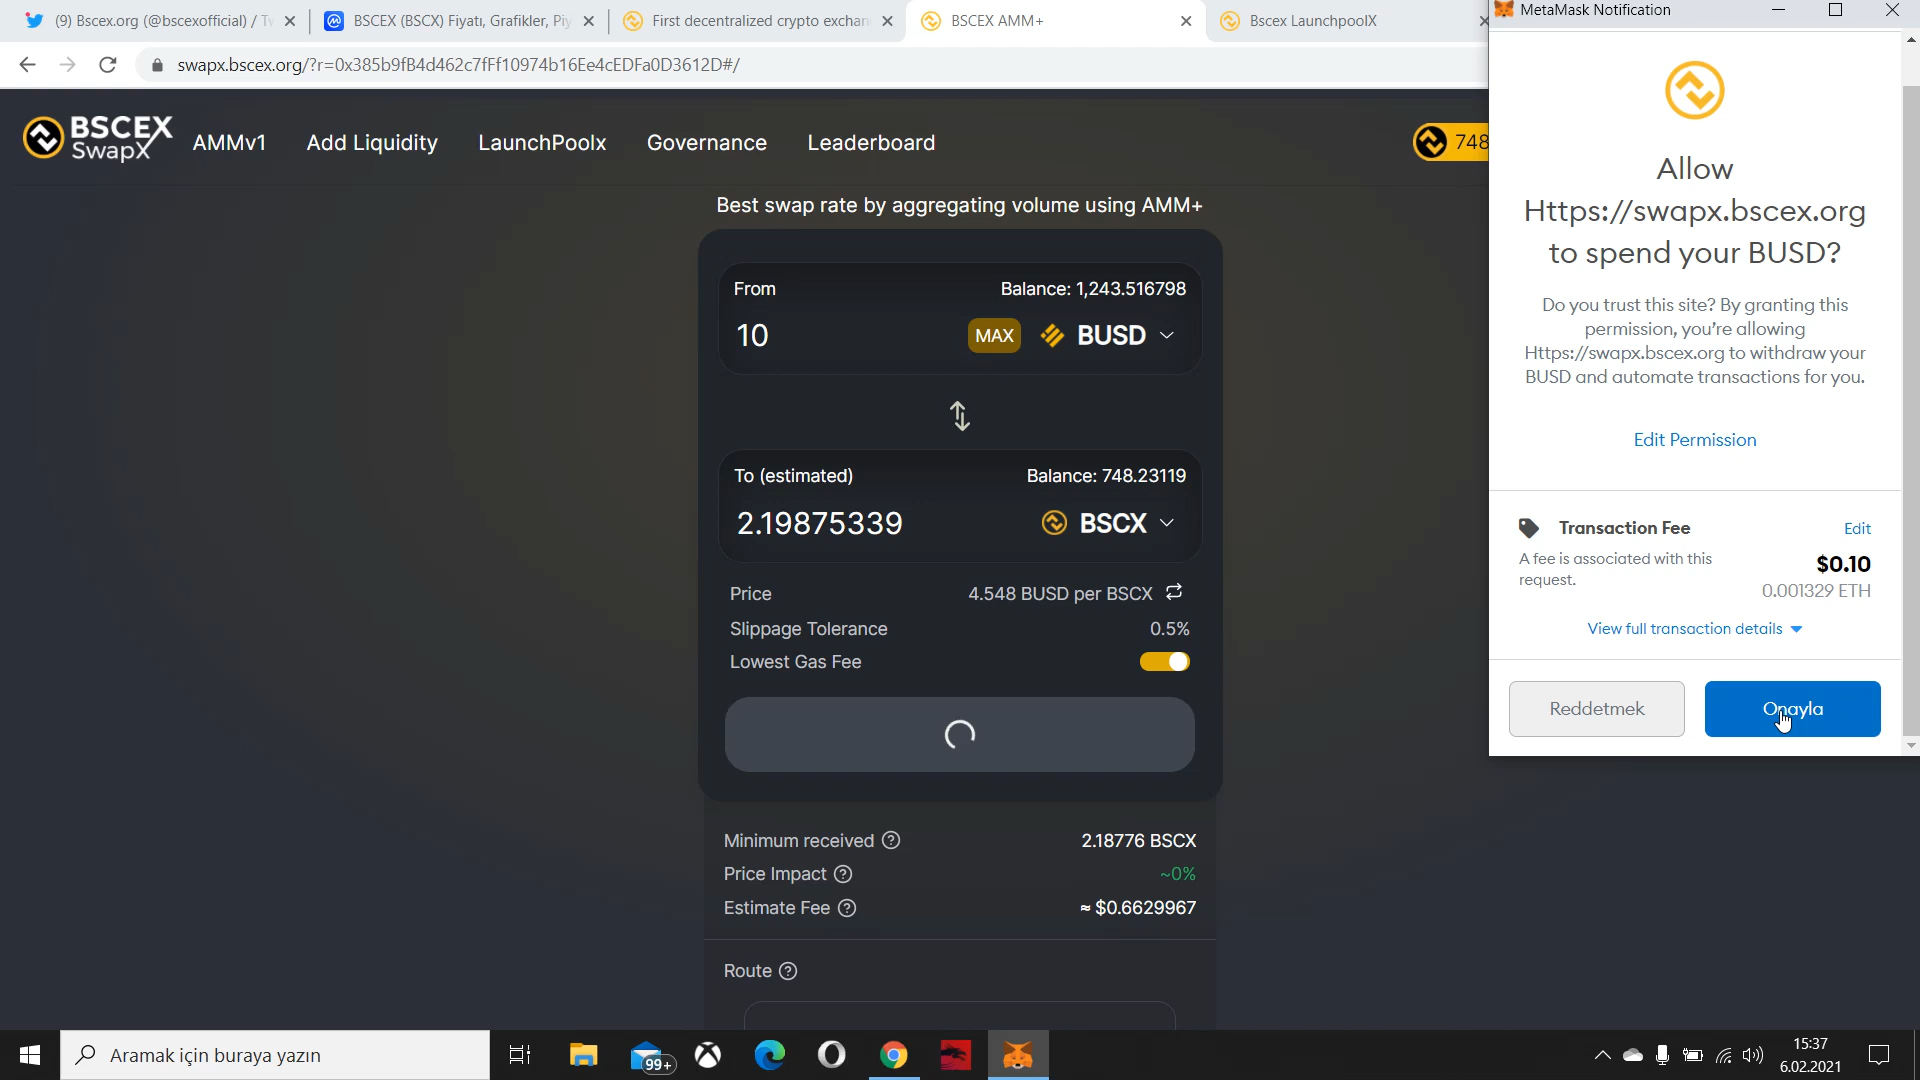 (9) Bscex.org (@bscexofficial) / Tw
BSCEX (BSCX) Fiyatı, Grafikler, Piy
First decentralized crypto exchan
BSCEX AMM+
Bscex LaunchpoolX
MetaMask Notification
swapx.bscex.org/?r=0x385b9fB4d462c7fFf10974b16Ee4cEDFa0D3612D#/
BSCEX
SwapX
AMMv1
Add Liquidity
LaunchPoolx
Governance
Leaderboard
748
Best swap rate by aggregating volume using AMM+
From
Balance: 1,243.516798
10
MAX
BUSD
To (estimated)
Balance: 748.23119
2.19875339
BSCX
Price
4.548 BUSD per BSCX
Slippage Tolerance
0.5%
Lowest Gas Fee
Minimum received ?
2.18776 BSCX
Price Impact ?
~0%
Estimate Fee ?
≈ $0.6629967
Route ?
Allow
Https://swapx.bscex.org
to spend your BUSD?
Do you trust this site? By granting this
permission, you're allowing
Https://swapx.bscex.org to withdraw your
BUSD and automate transactions for you.
Edit Permission
Transaction Fee
Edit
A fee is associated with this
request.
$0.10
0.001329 ETH
View full transaction details
Reddetmek
Onayla
Aramak için buraya yazın
99+
15:37
6.02.2021